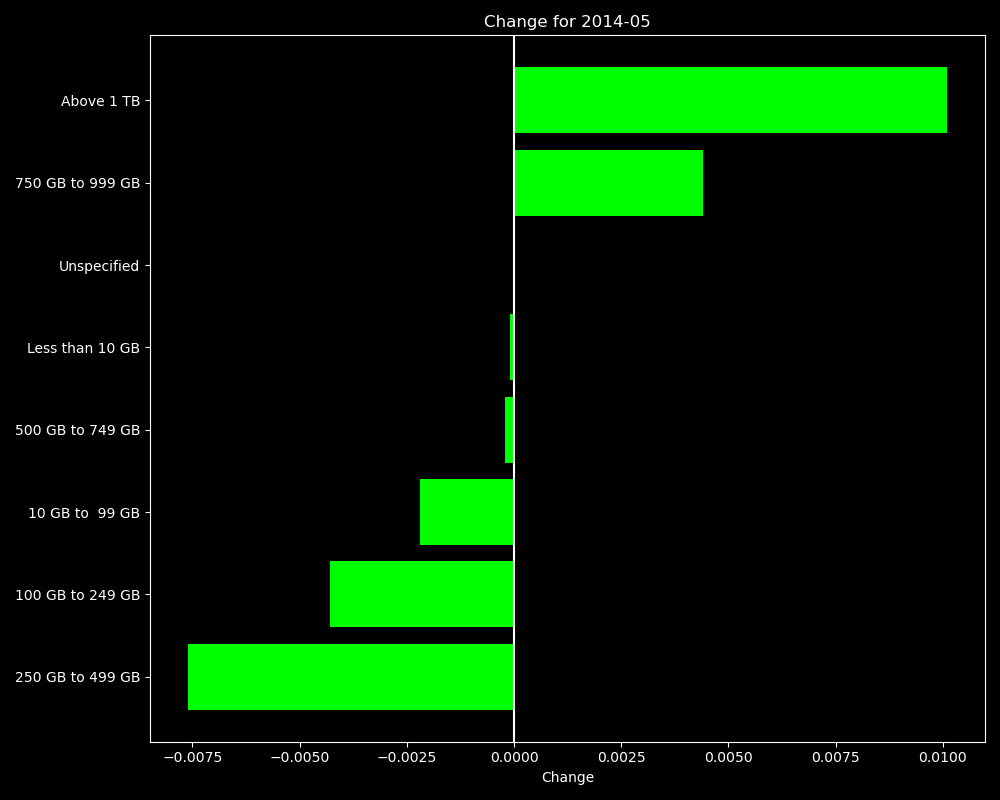 Change for 2014-05
Above 1 TB
750 GB to 999 GB
Unspecified
Less than 10 GB
500 GB to 749 GB
10 GB to  99 GB
100 GB to 249 GB
250 GB to 499 GB
−0.0075 −0.0050 −0.0025 0.0000 0.0025 0.0050 0.0075 0.0100
Change